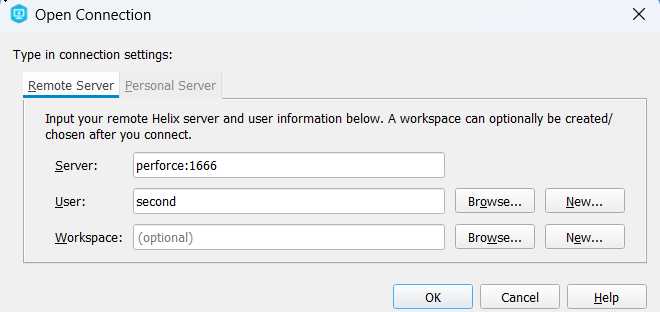 Open Connection
Type in connection settings:
Remote Server Personal Server
Input your remote Helix server and user information below. A workspace can optionally be created/
chosen after you connect.
Server: perforce:1666
User: second Browse... New...
Workspace: (optional) Browse... New...
OK Cancel Help